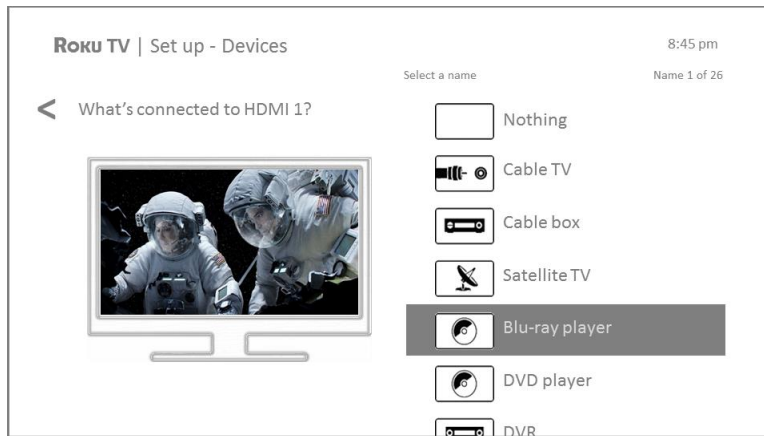 ROKU TV | Set up - Devices
8:45 pm
Select a name
Name 1 of 26
< What's connected to HDMI 1?
Nothing
Cable TV
Cable box
Satellite TV
Blu-ray player
DVD player
DVR